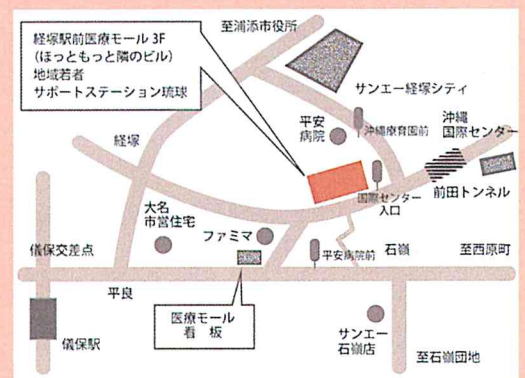 経塚駅前医療モール 3F
(ほっともっと隣のビル)
地域若者
サポートステーション琉球
至浦添市役所
サンエー経塚シティ
平安
病院
沖縄療育園前
沖縄
国際センター
経塚
国際センター
入口
前田トンネル
大名
市営住宅
ファミマ
儀保交差点
平安病院前
石嶺
至西原町
平良
医療モール
看 板
サンエー
石嶺店
儀保駅
至石嶺団地